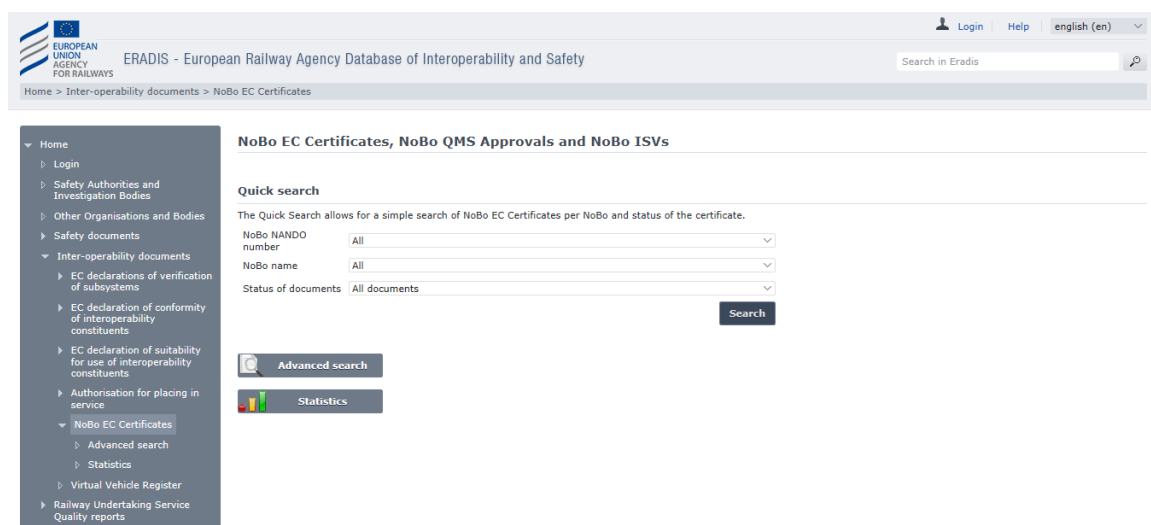 Login
Help
english (en)
EUROPEAN
UNION
AGENCY
FOR RAILWAYS
ERADIS - European Railway Agency Database of Interoperability and Safety
Search in Eradis
Home > Inter-operability documents > NoBo EC Certificates
Home
Login
Safety Authorities and
Investigation Bodies
Other Organisations and Bodies
Safety documents
Inter-operability documents
EC declarations of verification
of subsystems
EC declaration of conformity
of interoperability
constituents
EC declaration of suitability
for use of interoperability
constituents
Authorisation for placing in
service
NoBo EC Certificates
Advanced search
Statistics
Virtual Vehicle Register
Railway Undertaking Service
Quality reports
NoBo EC Certificates, NoBo QMS Approvals and NoBo ISVs
Quick search
The Quick Search allows for a simple search of NoBo EC Certificates per NoBo and status of the certificate.
NoBo NANDO
number
All
NoBo name
All
Status of documents
All documents
Search
Advanced search
Statistics